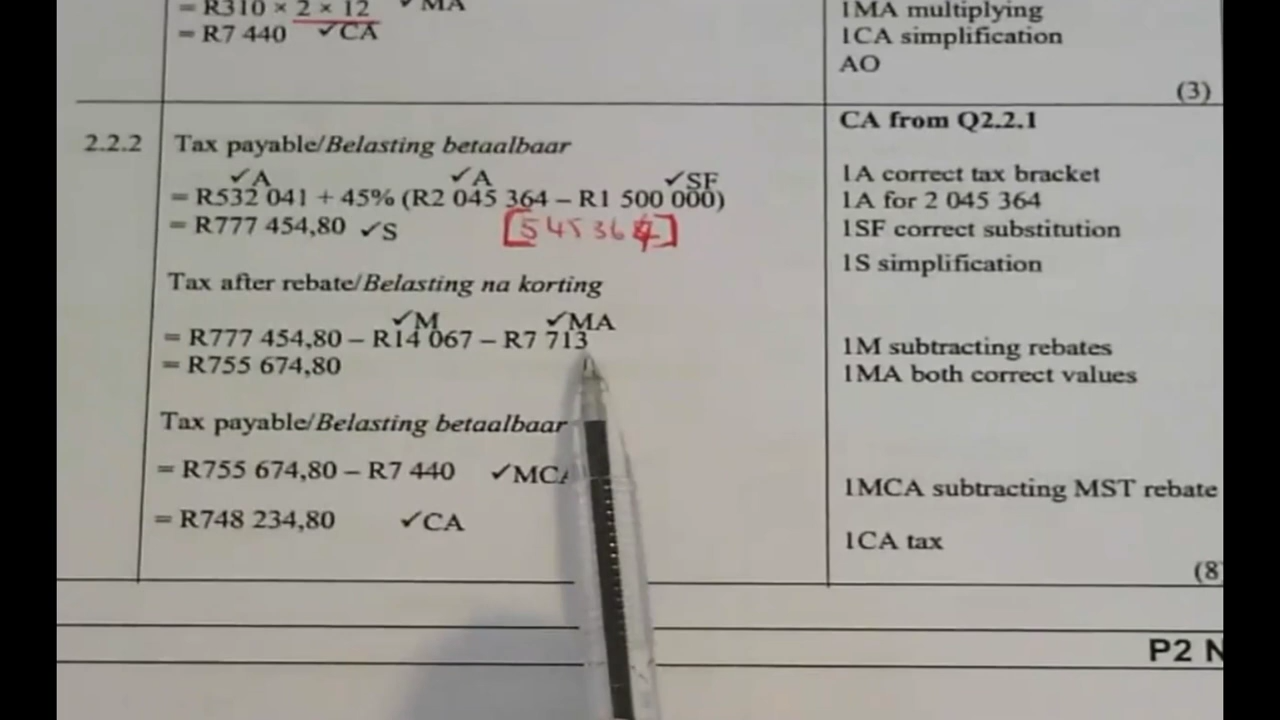 = R310 × 2 × 12 ✓MA
= R7 440 ✓CA
1MA multiplying
1CA simplification
AO
(3)
2.2.2
Tax payable/Belasting betaalbaar
✓A ✓A ✓SF
= R532 041 + 45% (R2 045 364 – R1 500 000)
= R777 454,80 ✓S [545 364]
Tax after rebate/Belasting na korting
✓M ✓MA
= R777 454,80 – R14 067 – R7 713
= R755 674,80
Tax payable/Belasting betaalbaar
= R755 674,80 – R7 440 ✓MCA
= R748 234,80 ✓CA
CA from Q2.2.1
1A correct tax bracket
1A for 2 045 364
1SF correct substitution
1S simplification
1M subtracting rebates
1MA both correct values
1MCA subtracting MST rebate
1CA tax
(8
P2 N